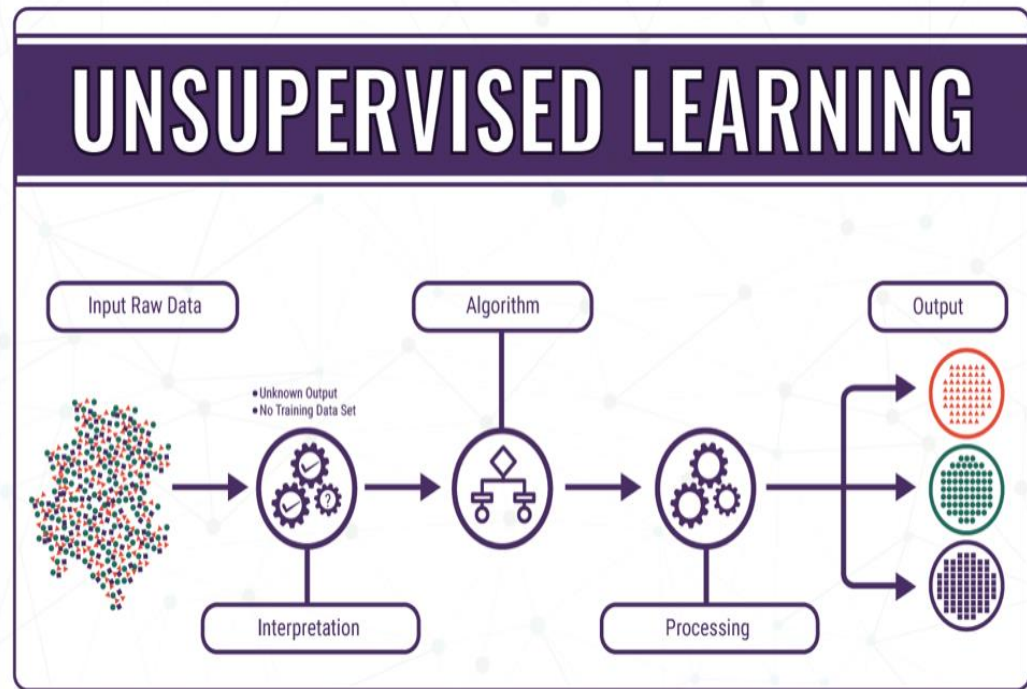 UNSUPERVISED LEARNING
Input Raw Data
Algorithm
Output
• Unknown Output
• No Training Data Set
?
Interpretation
Processing